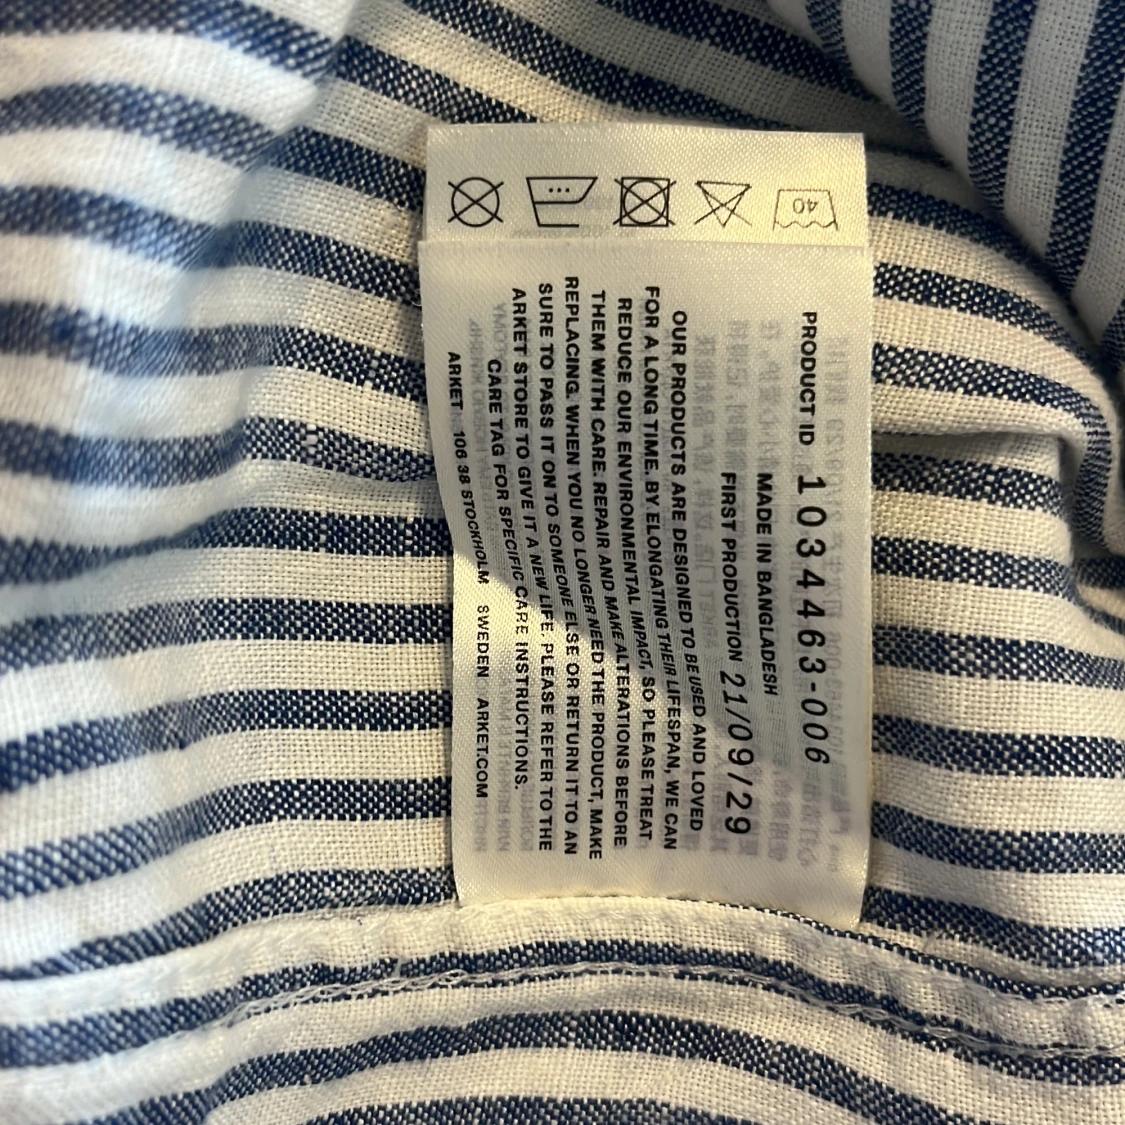 40
PRODUCT ID 1034463-006
MADE IN BANGLADESH
FIRST PRODUCTION 21/09/29
OUR PRODUCTS ARE DESIGNED TO BE USED AND LOVED
FOR A LONG TIME. BY ELONGATING THEIR LIFESPAN, WE CAN
REDUCE OUR ENVIRONMENTAL IMPACT, SO PLEASE TREAT
THEM WITH CARE. REPAIR AND MAKE ALTERATIONS BEFORE
REPLACING. WHEN YOU NO LONGER NEED THE PRODUCT, MAKE
SURE TO PASS IT ON TO SOMEONE ELSE OR RETURN IT TO AN
ARKET STORE TO GIVE IT A NEW LIFE. PLEASE REFER TO THE
CARE TAG FOR SPECIFIC CARE INSTRUCTIONS.
ARKET 106 38 STOCKHOLM SWEDEN ARKET.COM